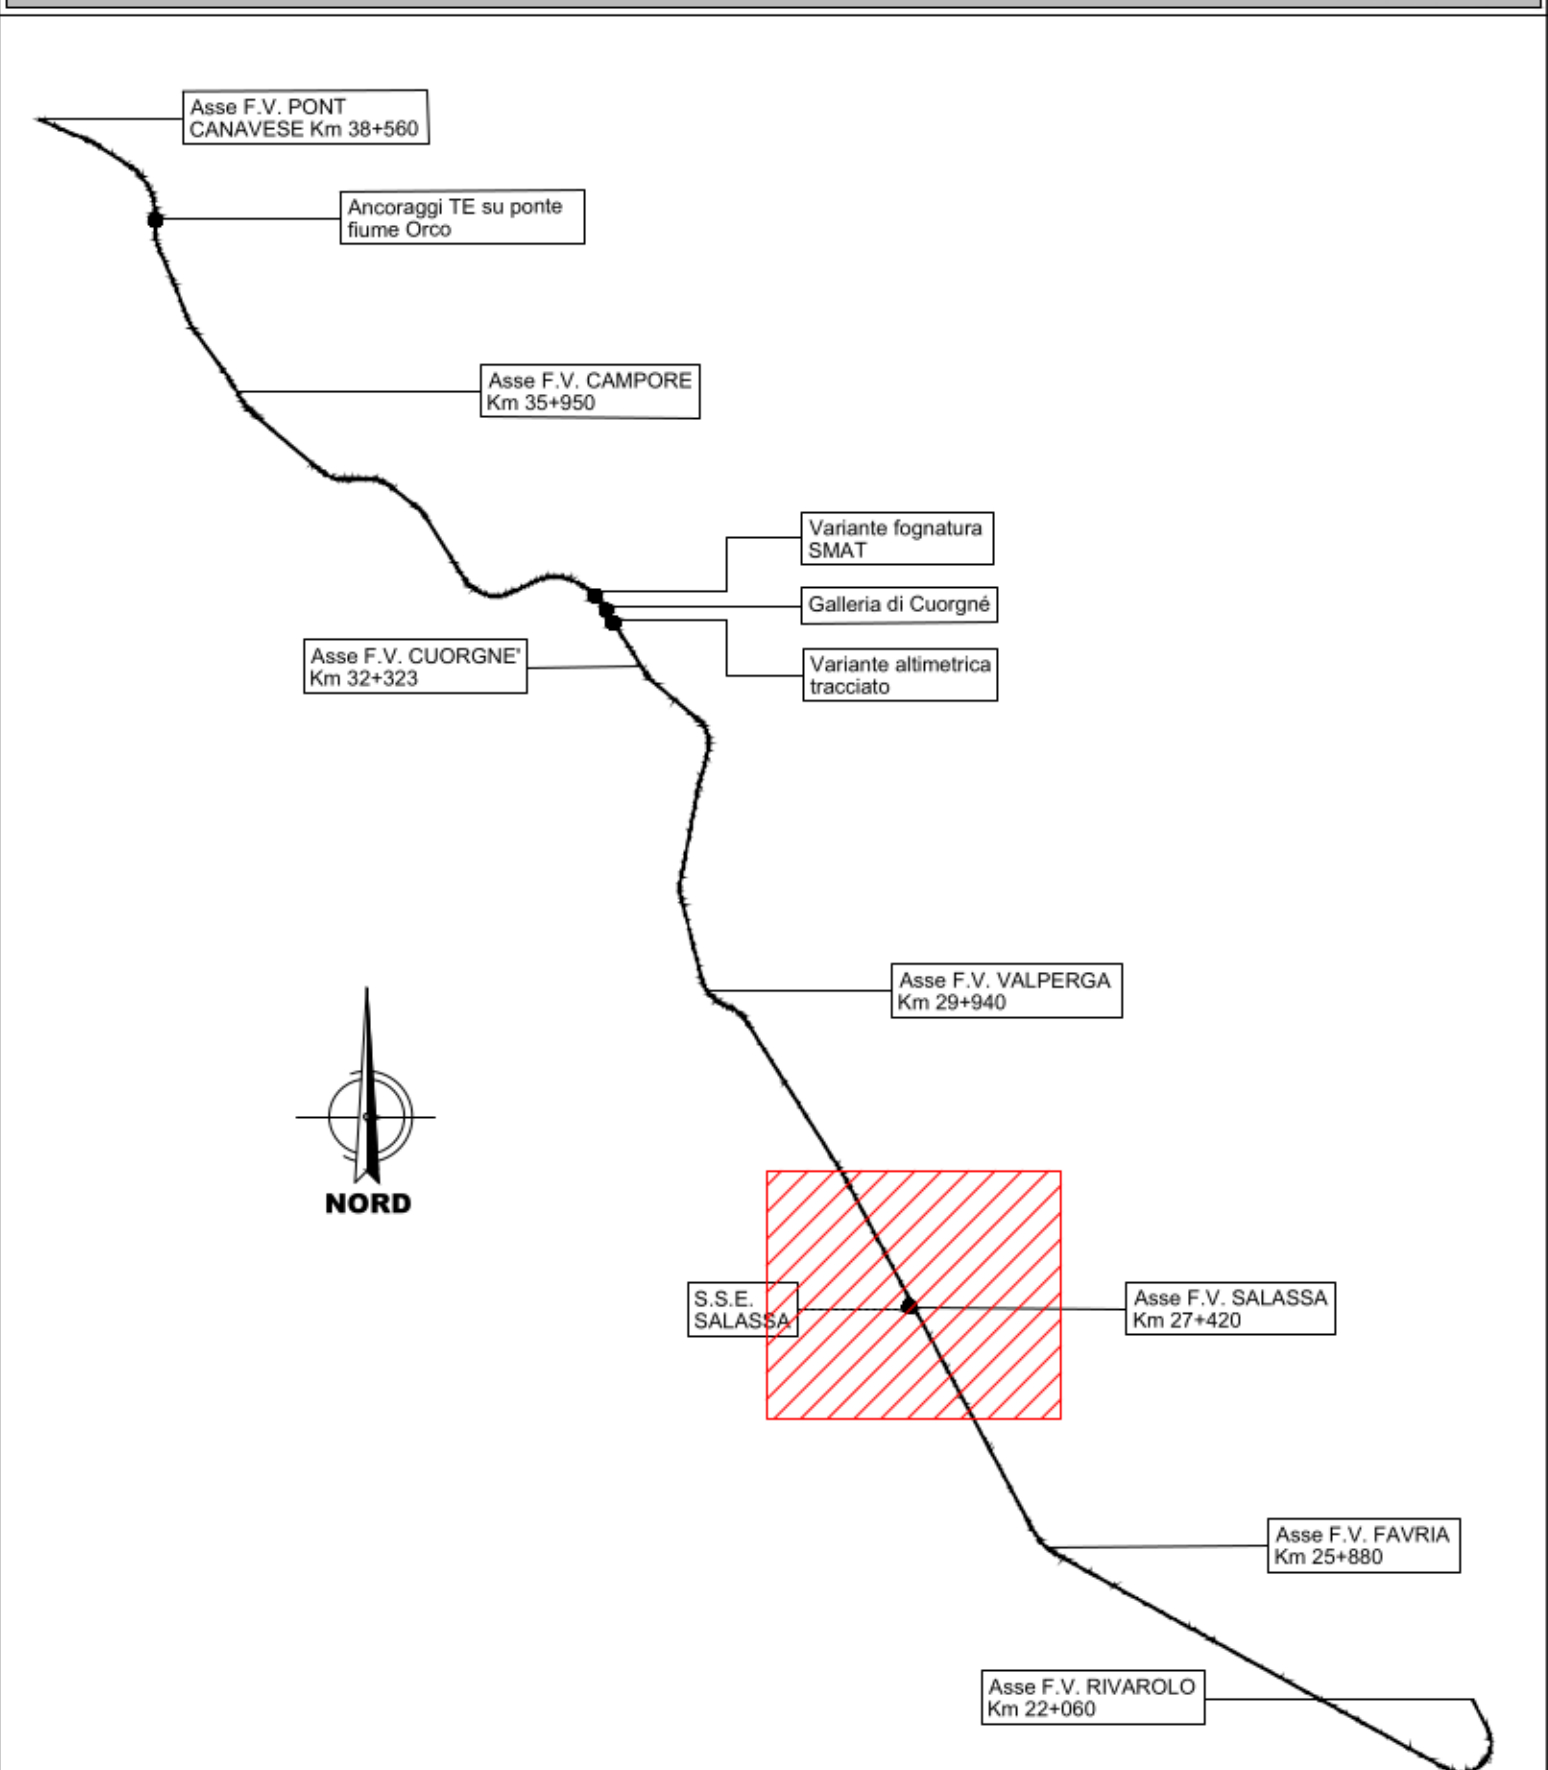 Asse F.V. PONT
CANAVESE Km 38+560
Ancoraggi TE su ponte
fiume Orco
Asse F.V. CAMPORE
Km 35+950
Variante fognatura
SMAT
Galleria di Cuorgné
Asse F.V. CUORGNE'
Km 32+323
Variante altimetrica
tracciato
Asse F.V. VALPERGA
Km 29+940
NORD
S.S.E.
SALASSA
Asse F.V. SALASSA
Km 27+420
Asse F.V. FAVRIA
Km 25+880
Asse F.V. RIVAROLO
Km 22+060